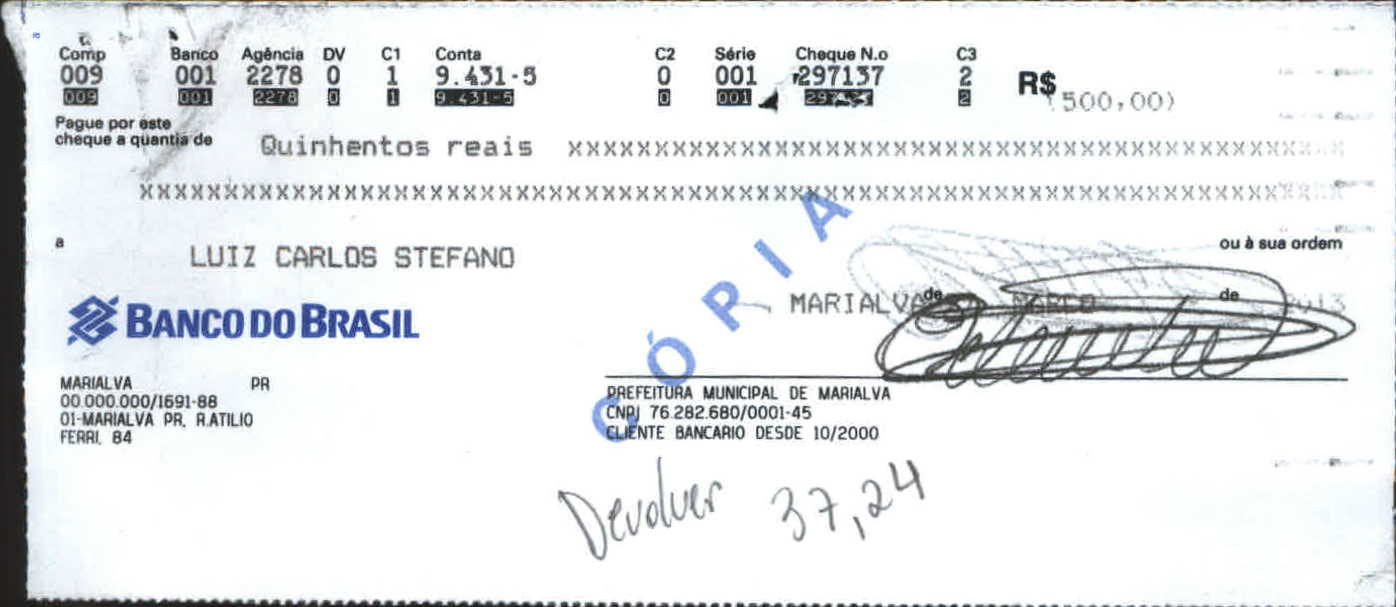 Comp Banco Agência DV C1 Conta C2 Série Cheque N.o C3
009 001 2278 0 1 9.431-5 0 001 297137 2 R$ (500,00)
009 001 2278 0 1 9.431-5 0 001 2
Pague por este
cheque a quantia de Quinhentos reais xxxxxxxxxxxxxxxxxxxxxxxxxxxxxxxxxxxxxxxxxxxxx
xxxxxxxxxxxxxxxxxxxxxxxxxxxxxxxxxxxxxxxxxxxxxxxxxxxxxxxxxxxxxxxxxxxxxx
a LUIZ CARLOS STEFANO ou à sua ordem
CÓPIA
MARIALVA de MARCO de 2013
BANCO DO BRASIL
MARIALVA PR
00.000.000/1691-88
01-MARIALVA PR. R.ATILIO
FERRI, 84
PREFEITURA MUNICIPAL DE MARIALVA
CNPJ 76.282.680/0001-45
CLIENTE BANCARIO DESDE 10/2000
Devolver 37,24